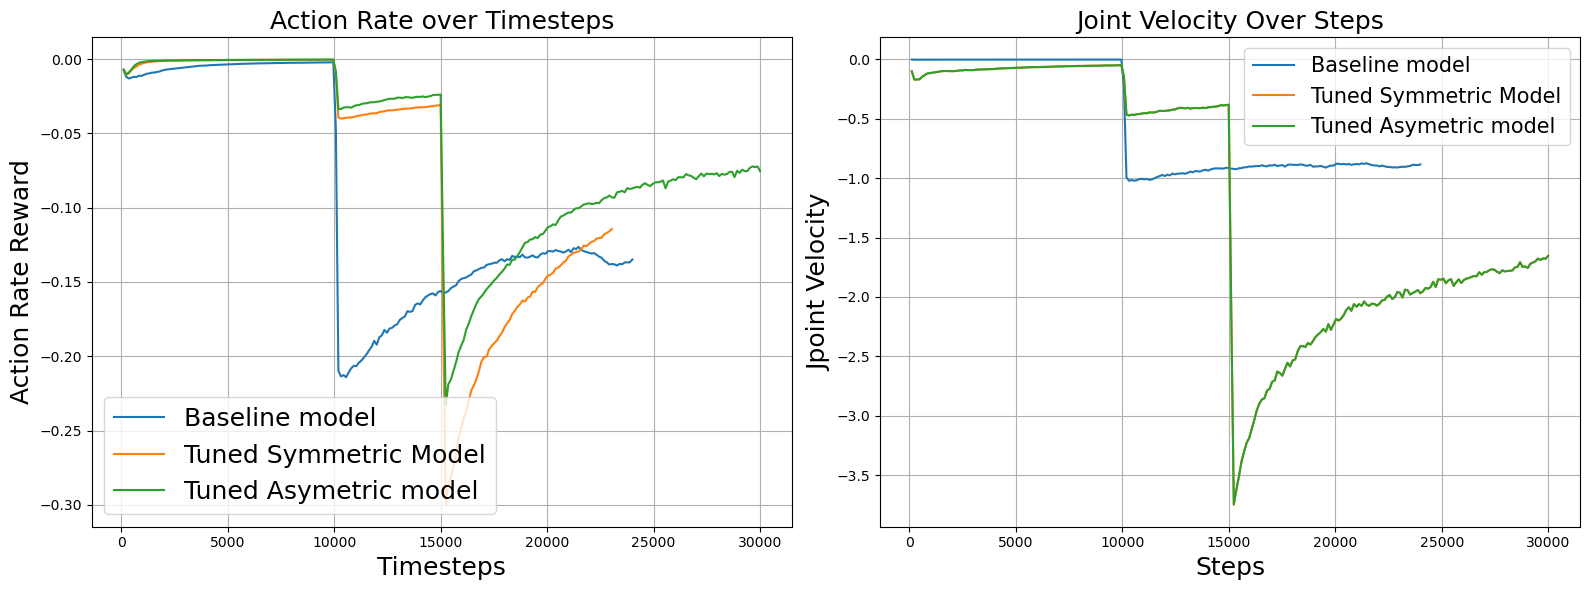 Action Rate over Timesteps
Action Rate Reward
0.00
−0.05
−0.10
−0.15
−0.20
−0.25
−0.30
Baseline model
Tuned Symmetric Model
Tuned Asymetric model
0 5000 10000 15000 20000 25000 30000
Timesteps
Joint Velocity Over Steps
Jpoint Velocity
0.0
−0.5
−1.0
−1.5
−2.0
−2.5
−3.0
−3.5
Baseline model
Tuned Symmetric Model
Tuned Asymetric model
0 5000 10000 15000 20000 25000 30000
Steps